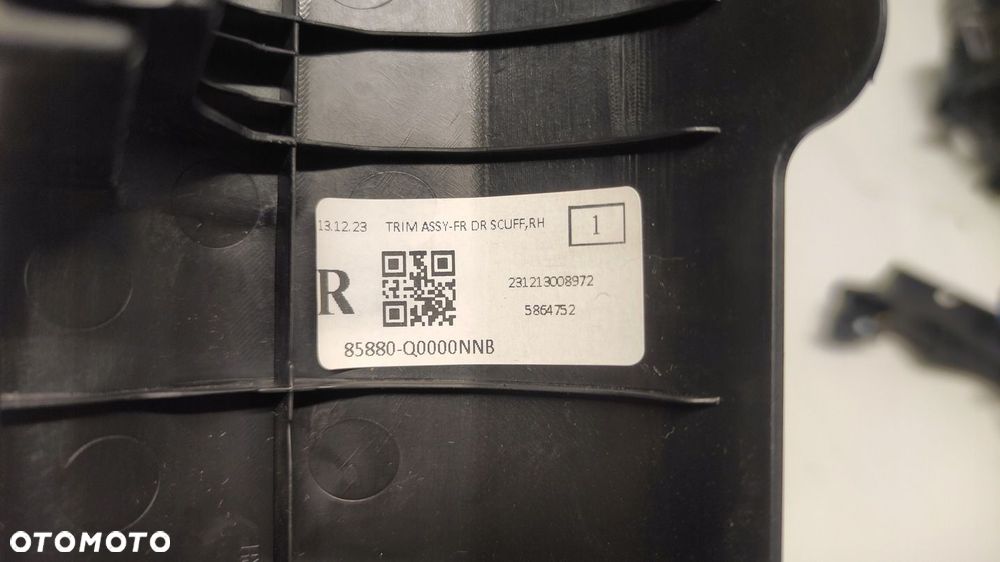 13.12.23 TRIM ASSY-FR DR SCUFF,RH 1
R
231213008972
5864752
85880-Q0000NNB
OTOMOTO